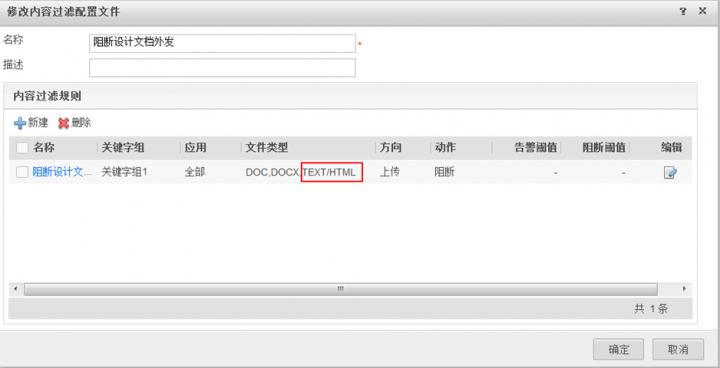 修改内容过滤配置文件 ? ×
名称 阻断设计文档外发 *
描述
内容过滤规则
新建 删除
名称 关键字组 应用 文件类型 方向 动作 告警阈值 阻断阈值 编辑
阻断设计文... 关键字组1 全部 DOC,DOCX,TEXT/HTML 上传 阻断 - -
共 1 条
确定 取消